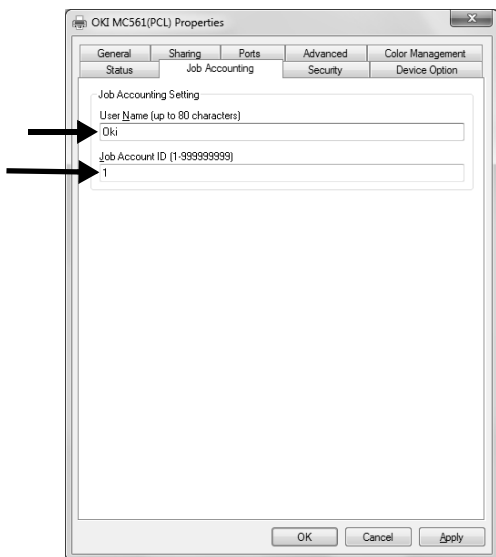 OKI MC561(PCL) Properties
X
General Sharing Ports Advanced Color Management
Status Job Accounting Security Device Option
Job Accounting Setting
User Name (up to 80 characters)
Oki
Job Account ID (1-999999999)
1
OK Cancel Apply